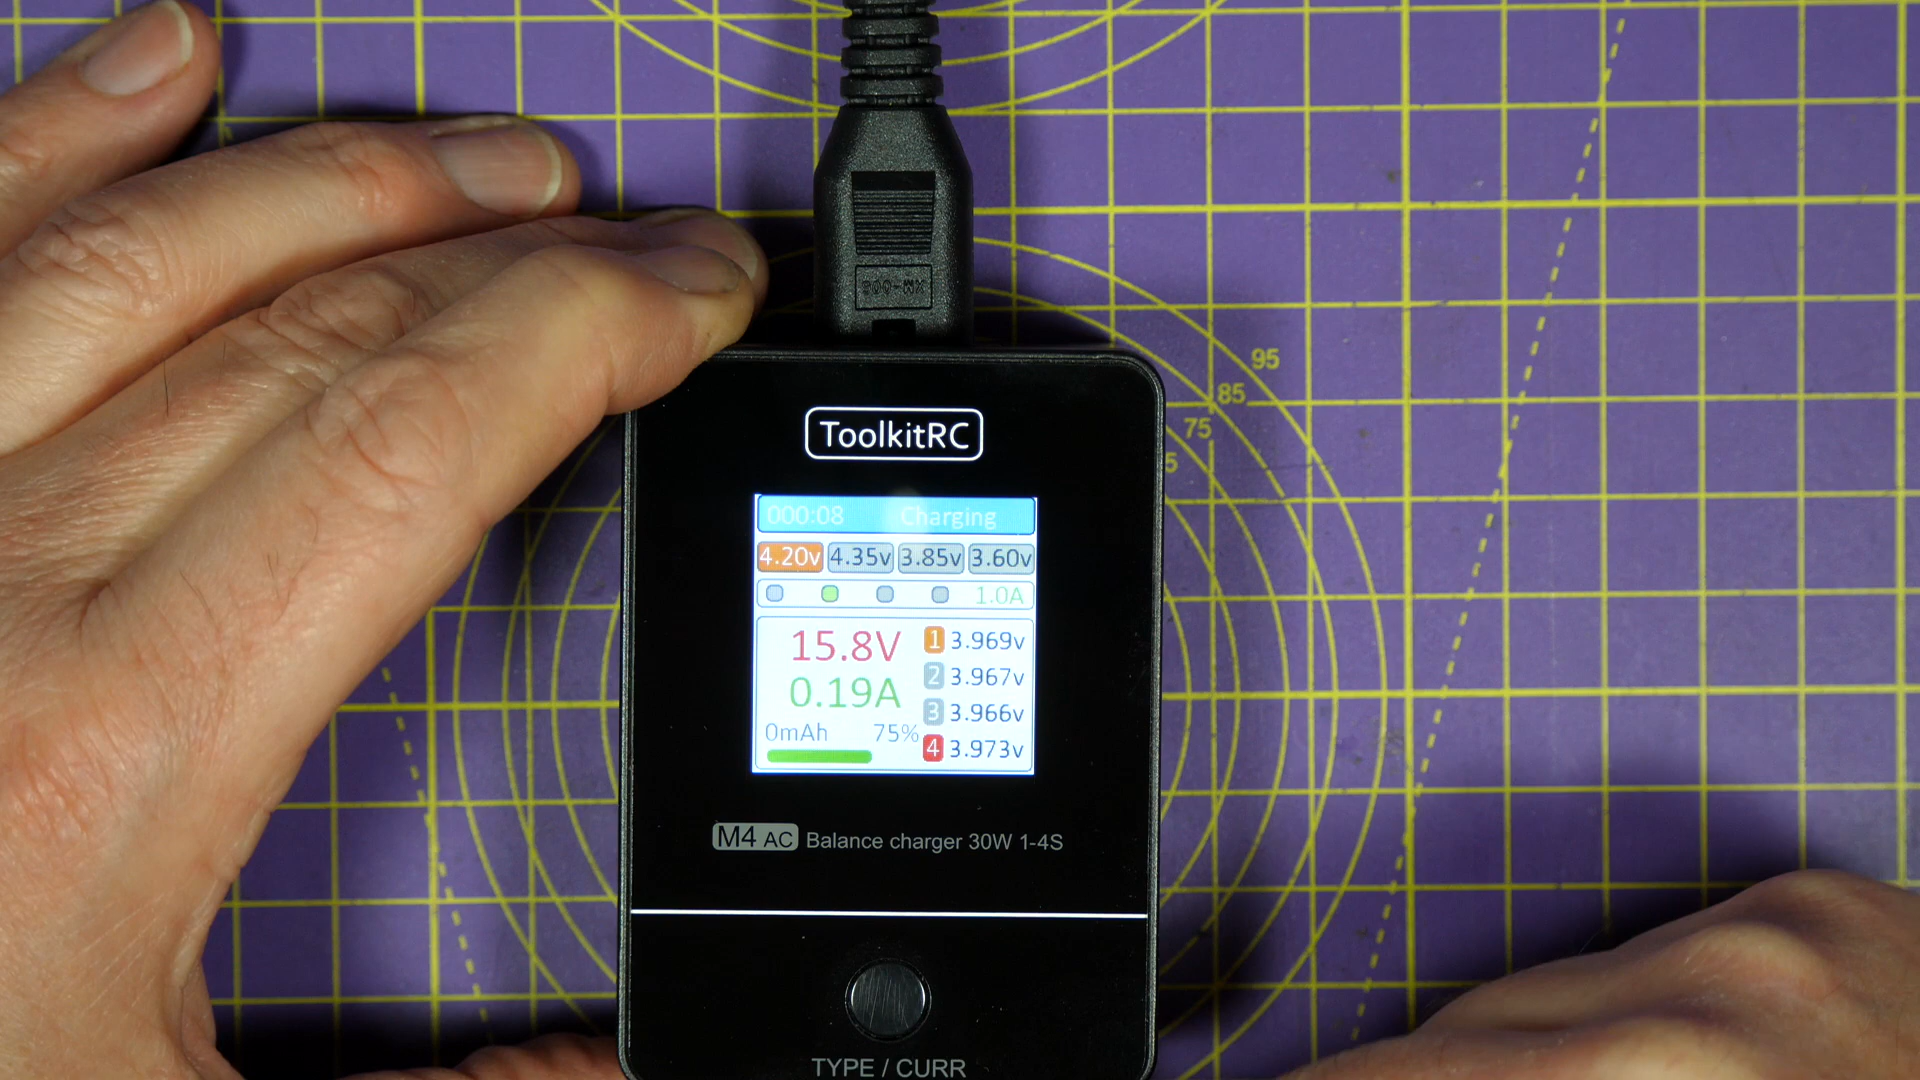 95
85
75
5
ToolkitRC
000:08 Charging
4.20v 4.35v 3.85v 3.60v
1.0A
15.8V
0.19A
0mAh 75%
1 3.969v
2 3.967v
3 3.966v
4 3.973v
M4 AC Balance charger 30W 1-4S
TYPE / CURR